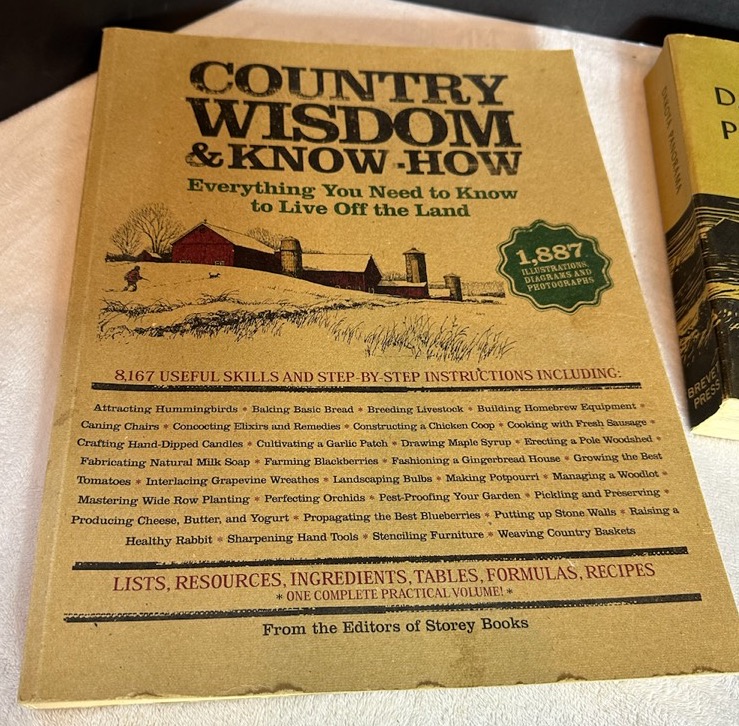 COUNTRY
WISDOM
& KNOW-HOW
Everything You Need to Know
to Live Off the Land
1,887
ILLUSTRATIONS,
DIAGRAMS AND
PHOTOGRAPHS
8,167 USEFUL SKILLS AND STEP-BY-STEP INSTRUCTIONS INCLUDING:
Attracting Hummingbirds * Baking Basic Bread * Breeding Livestock * Building Homebrew Equipment *
Caning Chairs * Concocting Elixirs and Remedies * Constructing a Chicken Coop * Cooking with Fresh Sausage *
Crafting Hand-Dipped Candles * Cultivating a Garlic Patch * Drawing Maple Syrup * Erecting a Pole Woodshed *
Fabricating Natural Milk Soap * Farming Blackberries * Fashioning a Gingerbread House * Growing the Best
Tomatoes * Interlacing Grapevine Wreathes * Landscaping Bulbs * Making Potpourri * Managing a Woodlot *
Mastering Wide Row Planting * Perfecting Orchids * Pest-Proofing Your Garden * Pickling and Preserving *
Producing Cheese, Butter, and Yogurt * Propagating the Best Blueberries * Putting up Stone Walls * Raising a
Healthy Rabbit * Sharpening Hand Tools * Stenciling Furniture * Weaving Country Baskets
LISTS, RESOURCES, INGREDIENTS, TABLES, FORMULAS, RECIPES
* ONE COMPLETE PRACTICAL VOLUME! *
From the Editors of Storey Books
DAKOTA PANORAMA
BREVET
PRESS
D
P